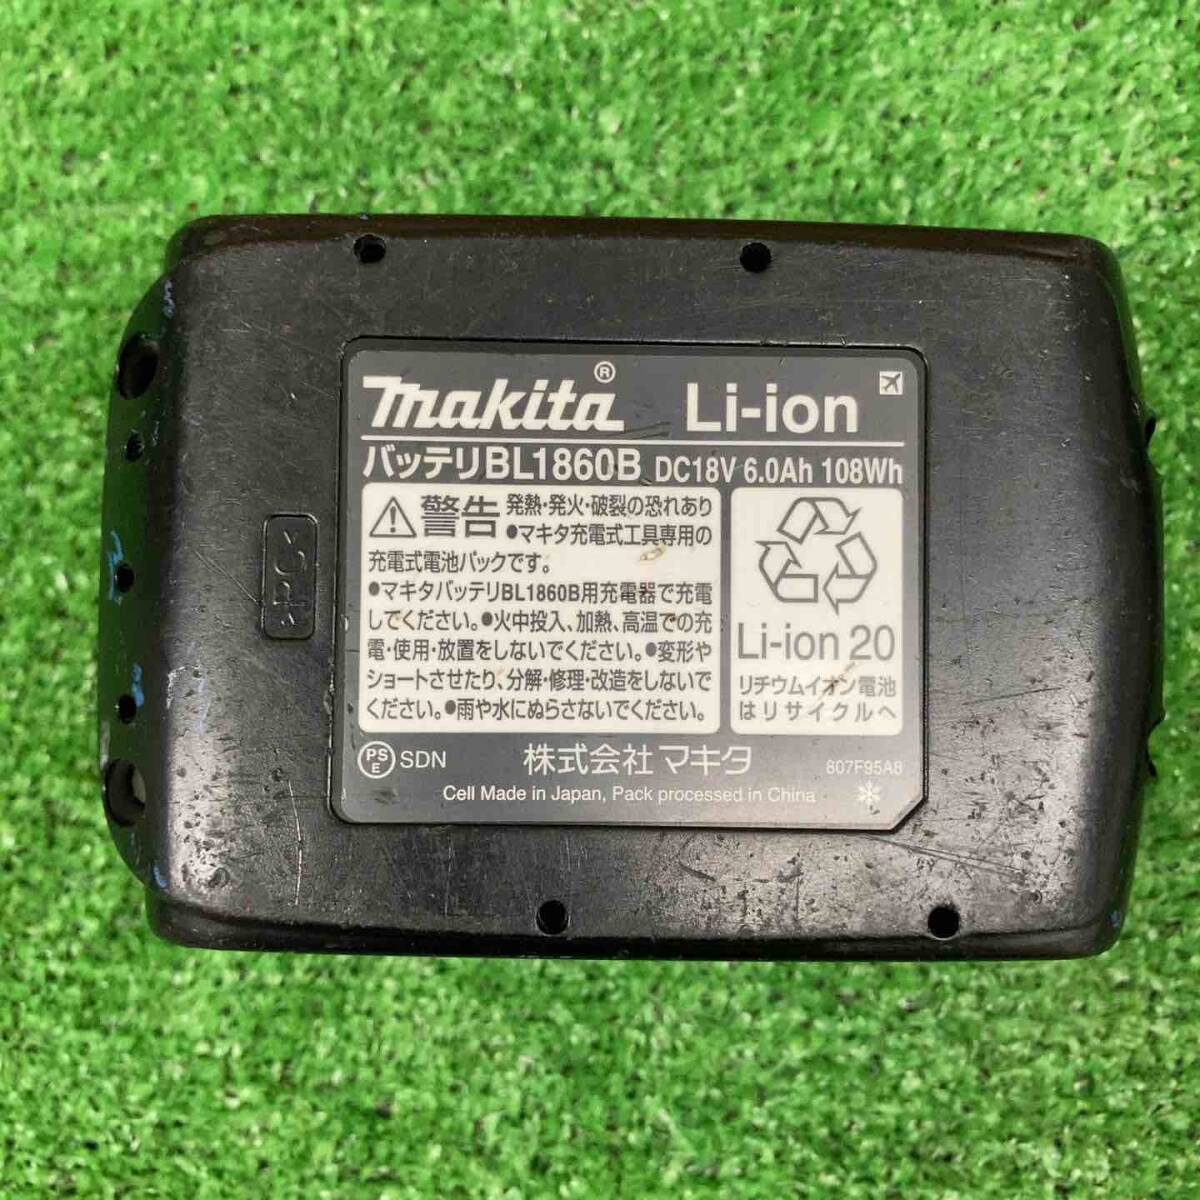 makita® Li-ion
バッテリBL1860B DC18V 6.0Ah 108Wh
警告 発熱・発火・破裂の恐れあり
●マキタ充電式工具専用の
充電式電池パックです。
●マキタバッテリBL1860B用充電器で充電
してください。●火中投入、加熱、高温での充
電・使用・放置をしないでください。●変形や
ショートさせたり、分解・修理・改造をしないで
ください。●雨や水にぬらさないでください。
Li-ion 20
リチウムイオン電池
はリサイクルへ
PS
E
SDN 株式会社 マキタ 807F95A8
Cell Made in Japan, Pack processed in China
>PC<